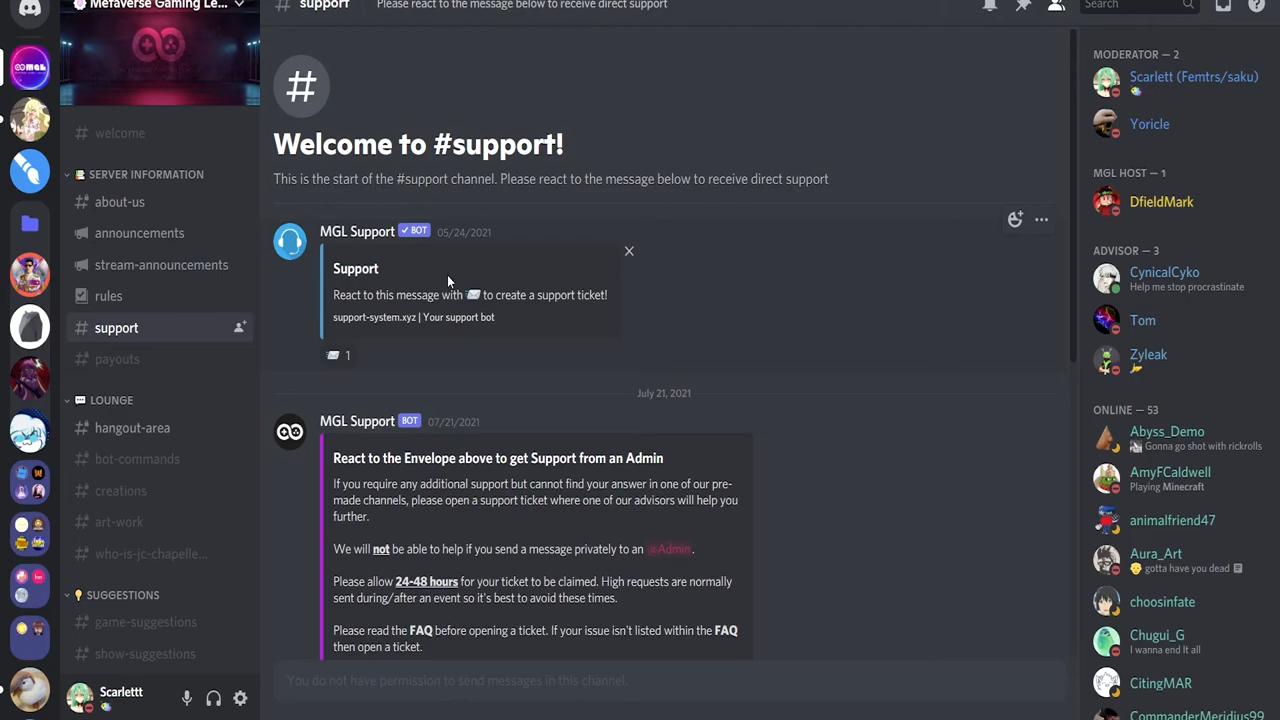 Metaverse Gaming Le...
# support
Please react to the message below to receive direct support
Search
MGL
# welcome
SERVER INFORMATION
about-us
announcements
stream-announcements
rules
support
payouts
LOUNGE
hangout-area
bot-commands
creations
art-work
who-is-jc-chapelle...
SUGGESTIONS
game-suggestions
show-suggestions
Scarlettt
#
Welcome to #support!
This is the start of the #support channel. Please react to the message below to receive direct support
MGL Support ✓ BOT 05/24/2021
Support
React to this message with 📨 to create a support ticket!
support-system.xyz | Your support bot
1
July 21, 2021
MGL Support BOT 07/21/2021
React to the Envelope above to get Support from an Admin
If you require any additional support but cannot find your answer in one of our pre-
made channels, please open a support ticket where one of our advisors will help you
further.
We will not be able to help if you send a message privately to an @Admin.
Please allow 24-48 hours for your ticket to be claimed. High requests are normally
sent during/after an event so it's best to avoid these times.
Please read the FAQ before opening a ticket. If your issue isn't listed within the FAQ
then open a ticket.
You do not have permission to send messages in this channel.
MODERATOR — 2
Scarlett (Femtrs/saku)
Yoricle
MGL HOST — 1
DfieldMark
ADVISOR — 3
CynicalCyko
Help me stop procrastinate
Tom
Zyleak
ONLINE — 53
Abyss_Demo
Gonna go shot with rickrolls
AmyFCaldwell
Playing Minecraft
animalfriend47
Aura_Art
gotta have you dead
choosinfate
Chugui_G
I wanna end It all
CitingMAR
CommanderMeridius99